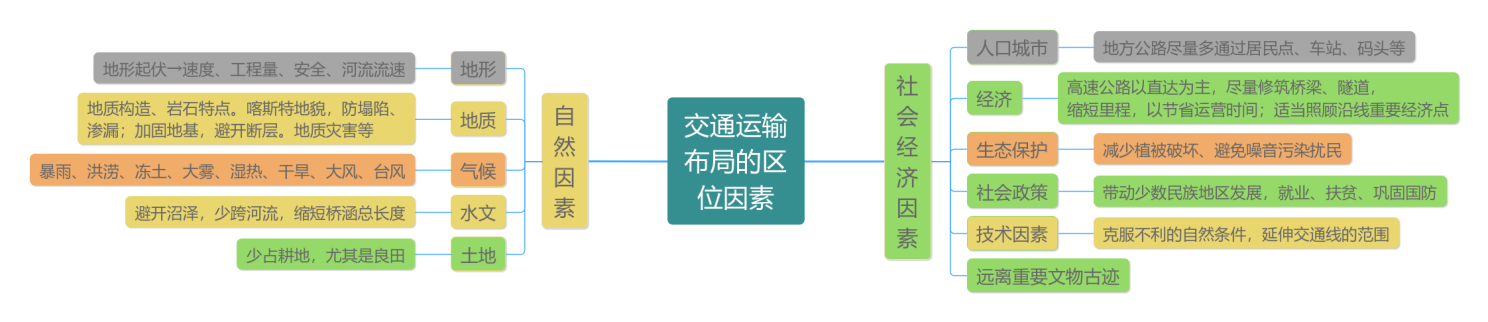 交通运输
布局的区
位因素
自然因素
地形
地形起伏→速度、工程量、安全、河流流速
地质
地质构造、岩石特点。喀斯特地貌，防塌陷、
渗漏；加固地基，避开断层。地质灾害等
气候
暴雨、洪涝、冻土、大雾、湿热、干旱、大风、台风
水文
避开沼泽，少跨河流，缩短桥涵总长度
土地
少占耕地，尤其是良田
社会经济因素
人口城市
地方公路尽量多通过居民点、车站、码头等
经济
高速公路以直达为主，尽量修筑桥梁、隧道，
缩短里程，以节省运营时间；适当照顾沿线重要经济点
生态保护
减少植被破坏、避免噪音污染扰民
社会政策
带动少数民族地区发展，就业、扶贫、巩固国防
技术因素
克服不利的自然条件，延伸交通线的范围
远离重要文物古迹